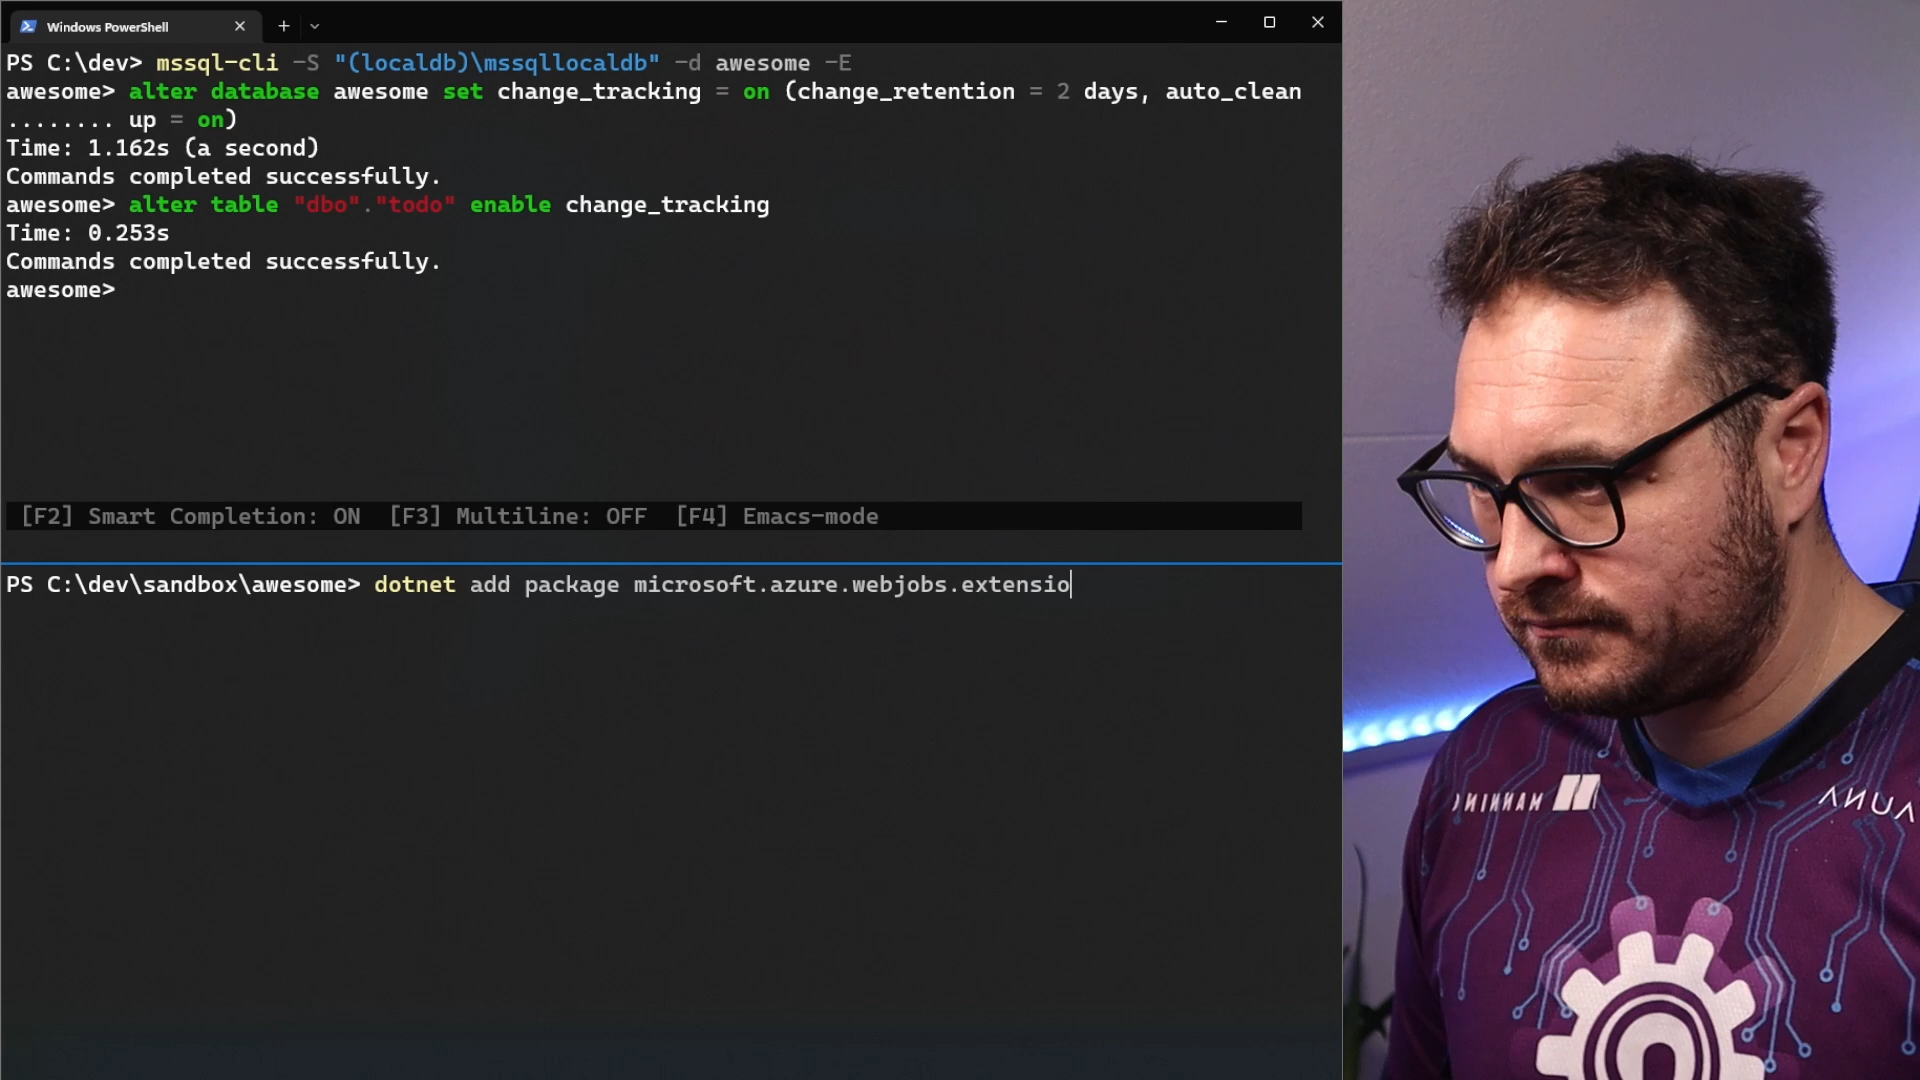 Windows PowerShell
PS C:\dev> mssql-cli -S "(localdb)\mssqllocaldb" -d awesome -E
awesome> alter database awesome set change_tracking = on (change_retention = 2 days, auto_clean
........ up = on)
Time: 1.162s (a second)
Commands completed successfully.
awesome> alter table "dbo"."todo" enable change_tracking
Time: 0.253s
Commands completed successfully.
awesome>
[F2] Smart Completion: ON [F3] Multiline: OFF [F4] Emacs-mode
PS C:\dev\sandbox\awesome> dotnet add package microsoft.azure.webjobs.extensio